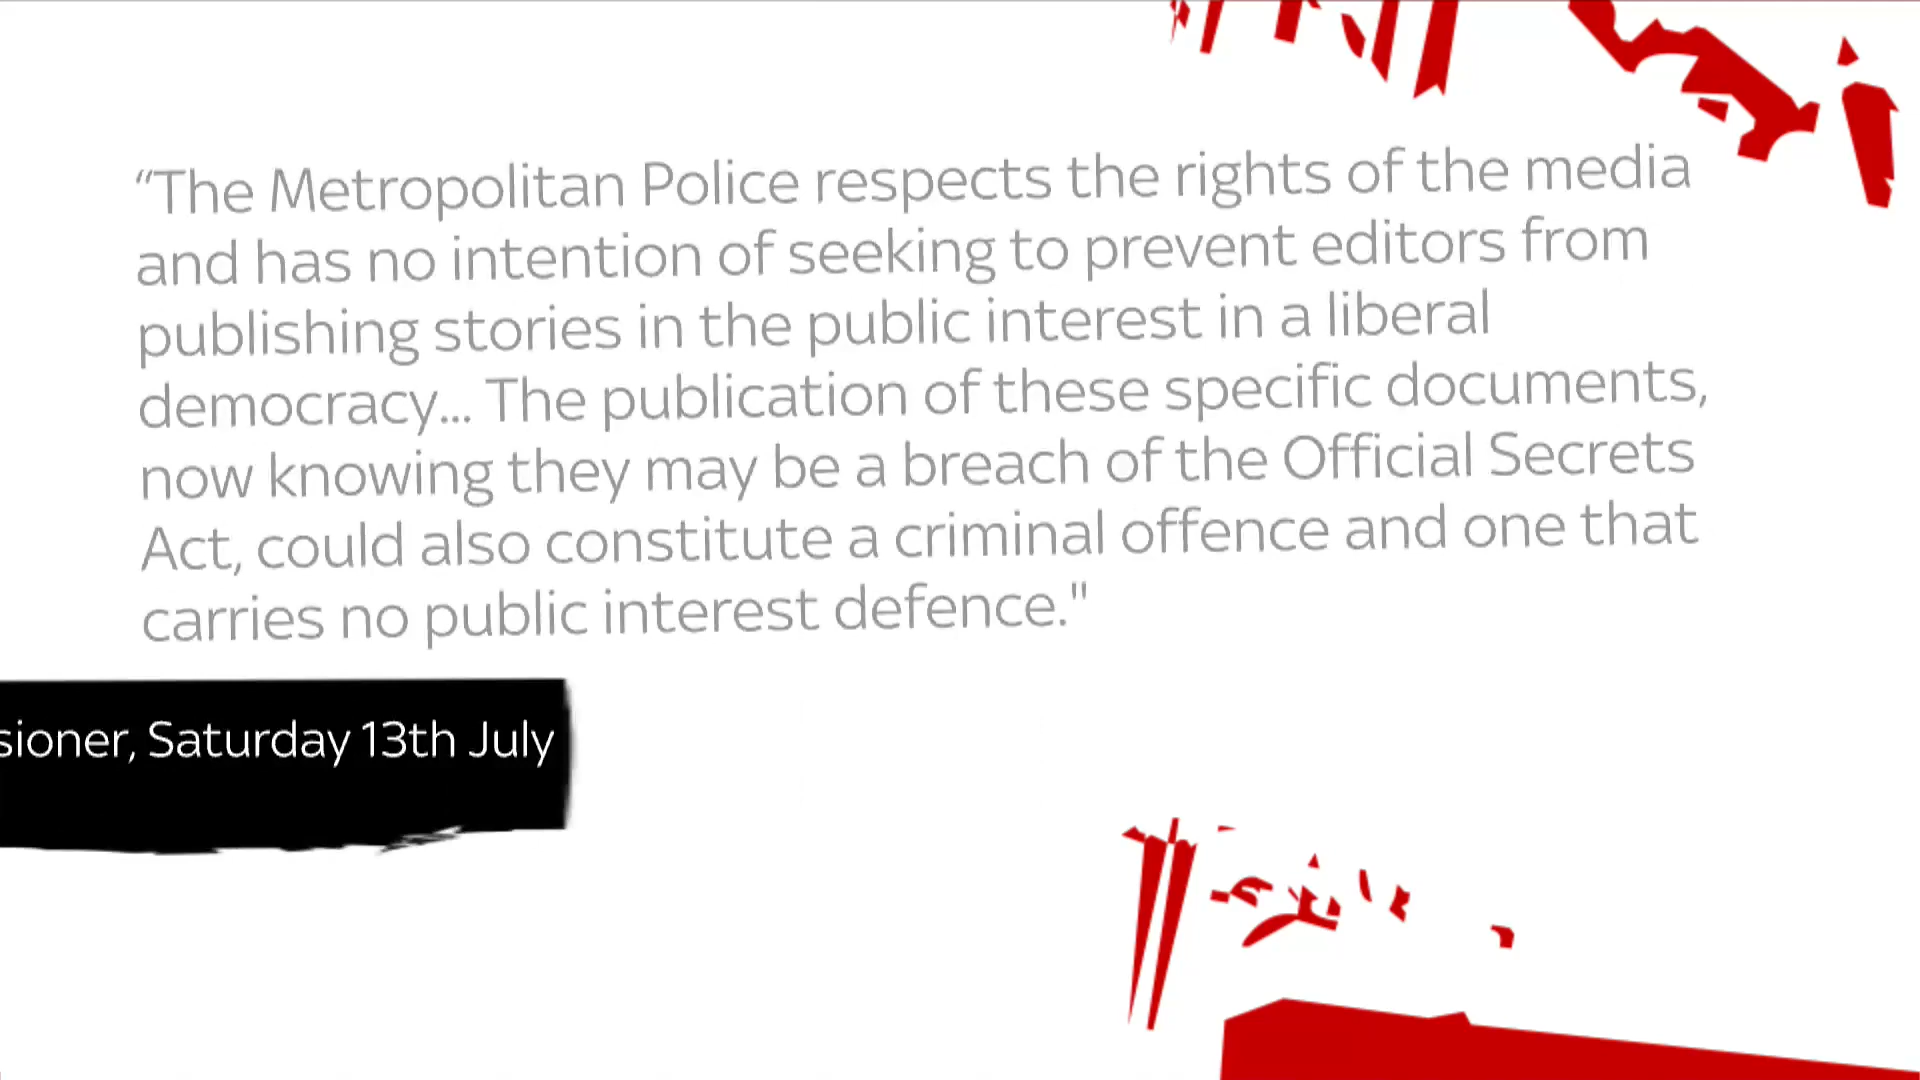 “The Metropolitan Police respects the rights of the media
and has no intention of seeking to prevent editors from
publishing stories in the public interest in a liberal
democracy... The publication of these specific documents,
now knowing they may be a breach of the Official Secrets
Act, could also constitute a criminal offence and one that
carries no public interest defence."
sioner, Saturday 13th July